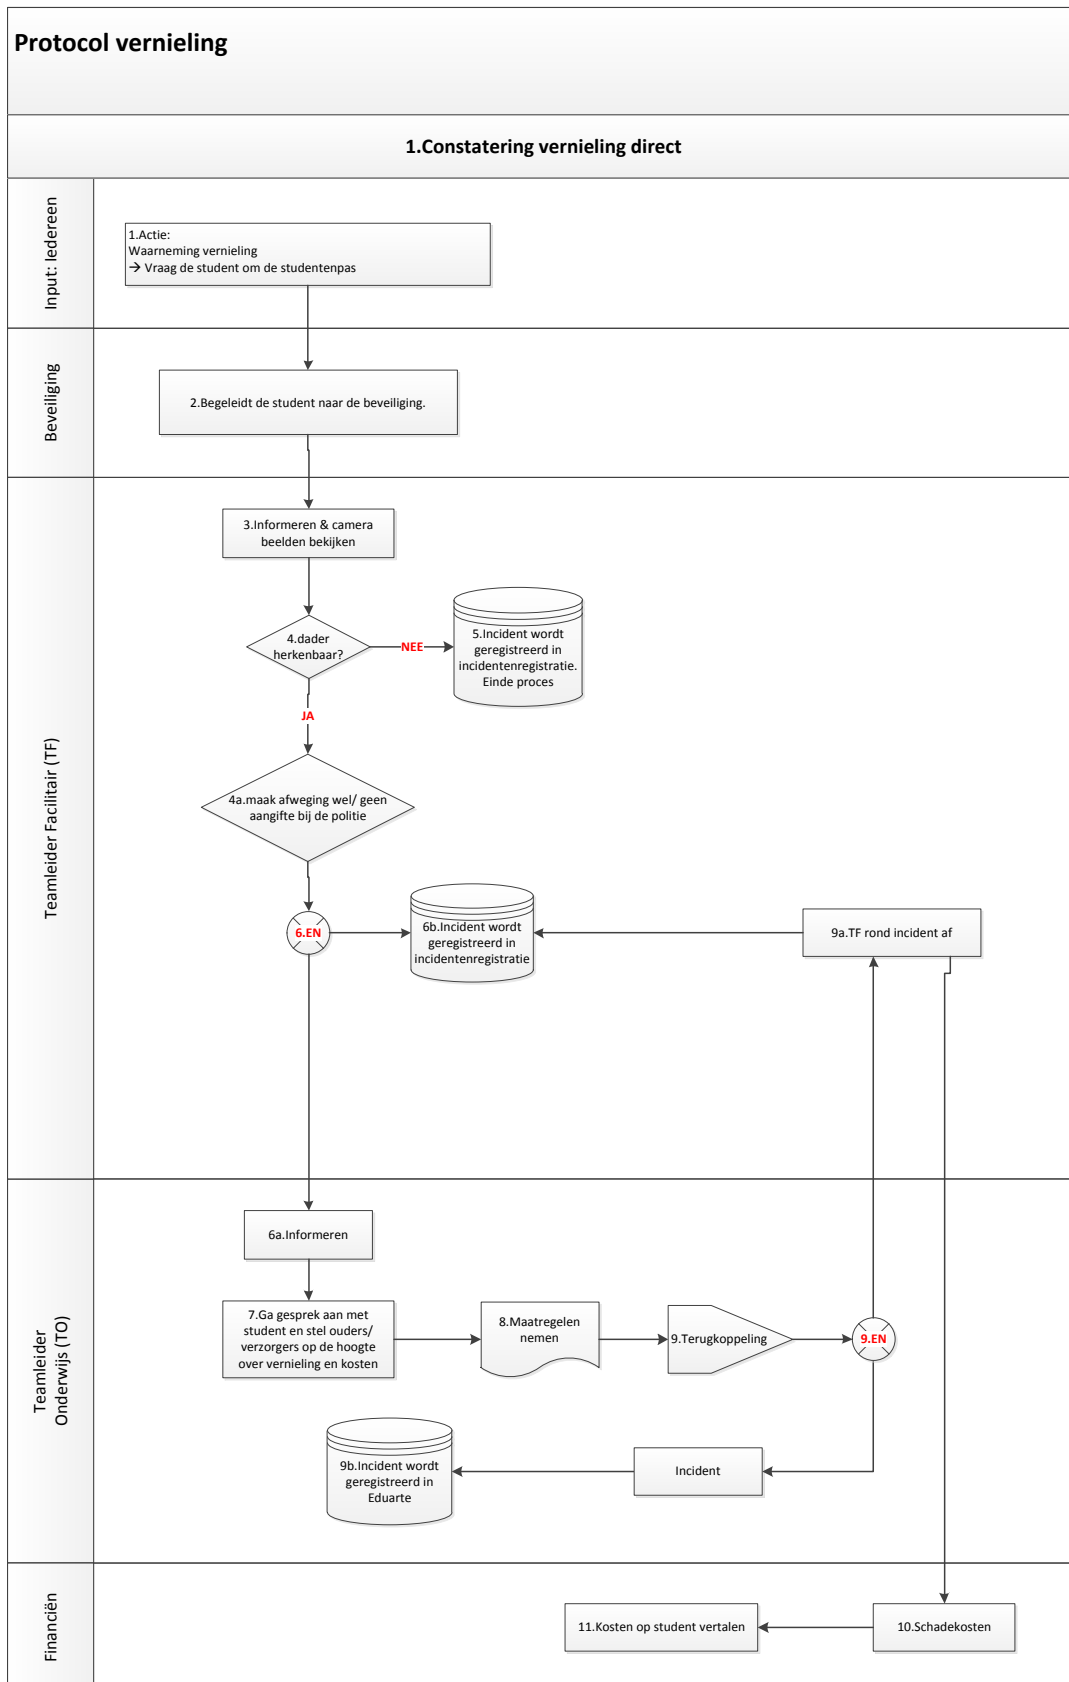 Protocol vernieling
1.Constatering vernieling direct
Input: Iedereen
1.Actie:
Waarneming vernieling
→ Vraag de student om de studentenpas
Beveiliging
2.Begeleidt de student naar de beveiliging.
Teamleider Facilitair (TF)
3.Informeren & camera
beelden bekijken
4.dader
herkenbaar?
NEE
5.Incident wordt
geregistreerd in
incidentenregistratie.
Einde proces
JA
4a.maak afweging wel/ geen
aangifte bij de politie
6.EN
6b.Incident wordt
geregistreerd in
incidentenregistratie
9a.TF rond incident af
Teamleider
Onderwijs (TO)
6a.Informeren
7.Ga gesprek aan met
student en stel ouders/
verzorgers op de hoogte
over vernieling en kosten
8.Maatregelen
nemen
9.Terugkoppeling
9.EN
9b.Incident wordt
geregistreerd in
Eduarte
Incident
Financiën
11.Kosten op student vertalen
10.Schadekosten